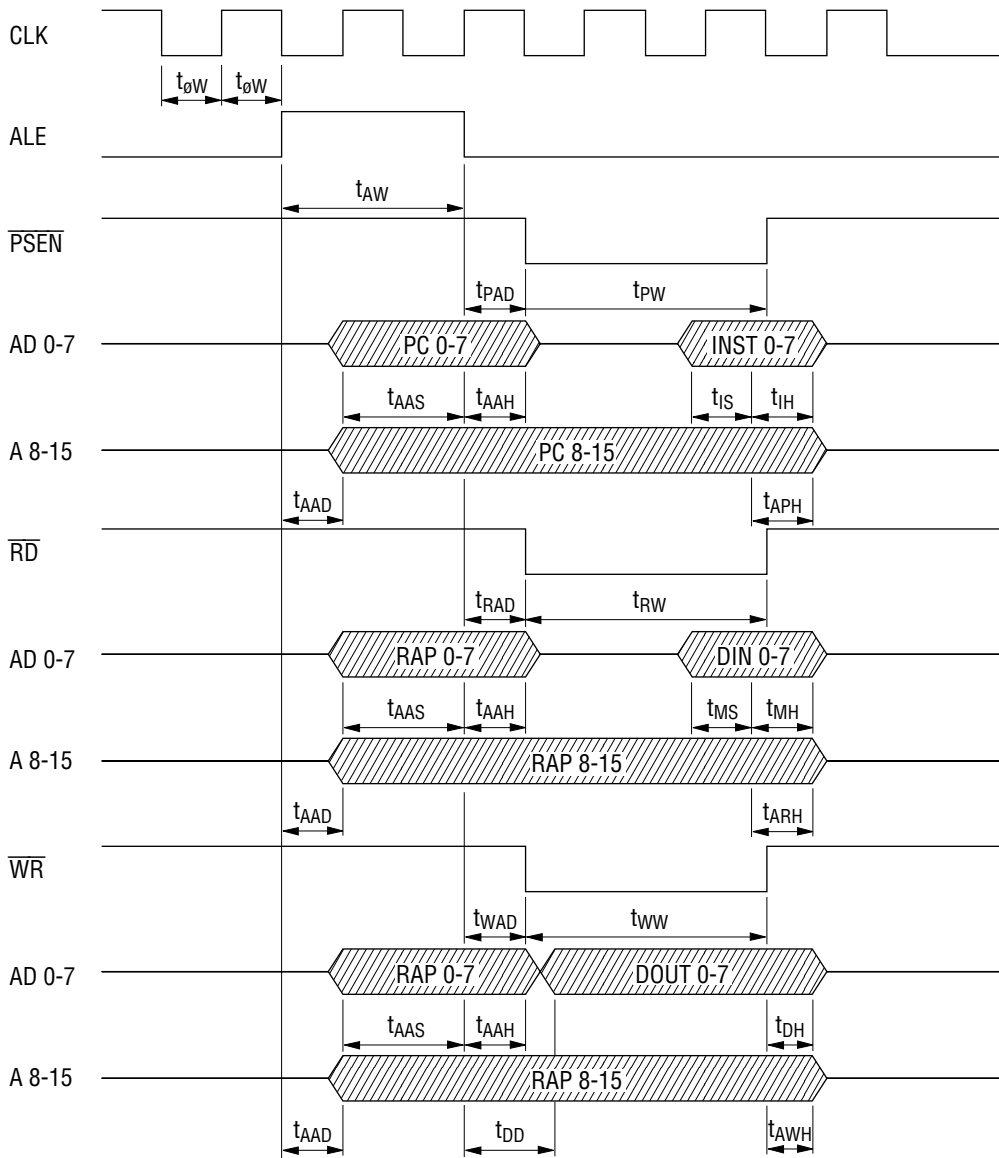 CLK
tøW tøW
ALE
tAW
PSEN
tPAD tPW
AD 0-7 PC 0-7 INST 0-7
tAAS tAAH tIS tIH
A 8-15 PC 8-15
tAAD tAPH
RD
tRAD tRW
AD 0-7 RAP 0-7 DIN 0-7
tAAS tAAH tMS tMH
A 8-15 RAP 8-15
tAAD tARH
WR
tWAD tWW
AD 0-7 RAP 0-7 DOUT 0-7
tAAS tAAH tDH
A 8-15 RAP 8-15
tAAD tDD tAWH